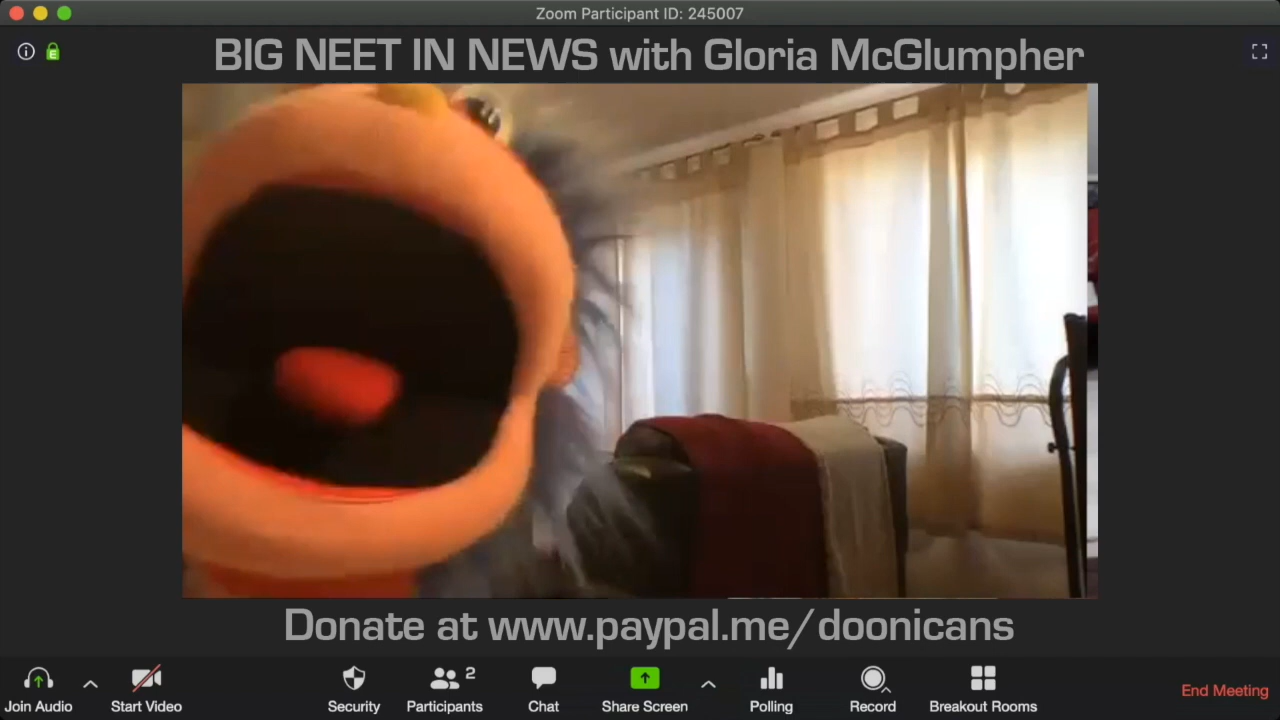 Zoom Participant ID: 245007
E
BIG NEET IN NEWS with Gloria McGlumpher
Donate at www.paypal.me/doonicans
2
Join Audio
Start Video
Security
Participants
Chat
Share Screen
Polling
Record
Breakout Rooms
End Meeting